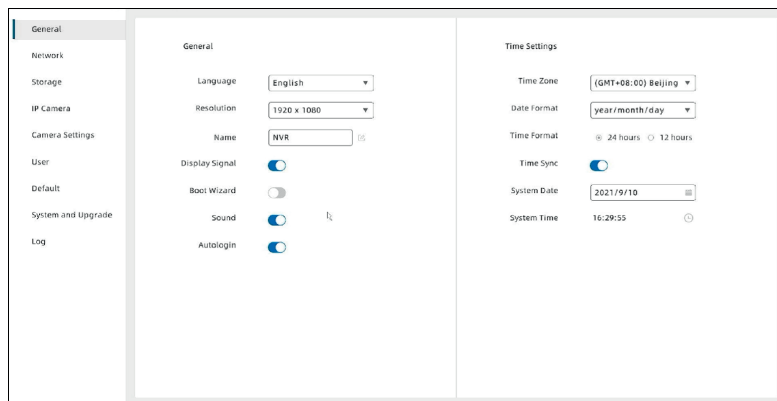 General
Network
Storage
IP Camera
Camera Settings
User
Default
System and Upgrade
Log
General
Language English
Resolution 1920 x 1080
Name NVR
Display Signal
Boot Wizard
Sound
Autologin
Time Settings
Time Zone (GMT+08:00) Beijing
Date Format year/month/day
Time Format 24 hours 12 hours
Time Sync
System Date 2021/9/10
System Time 16:29:55